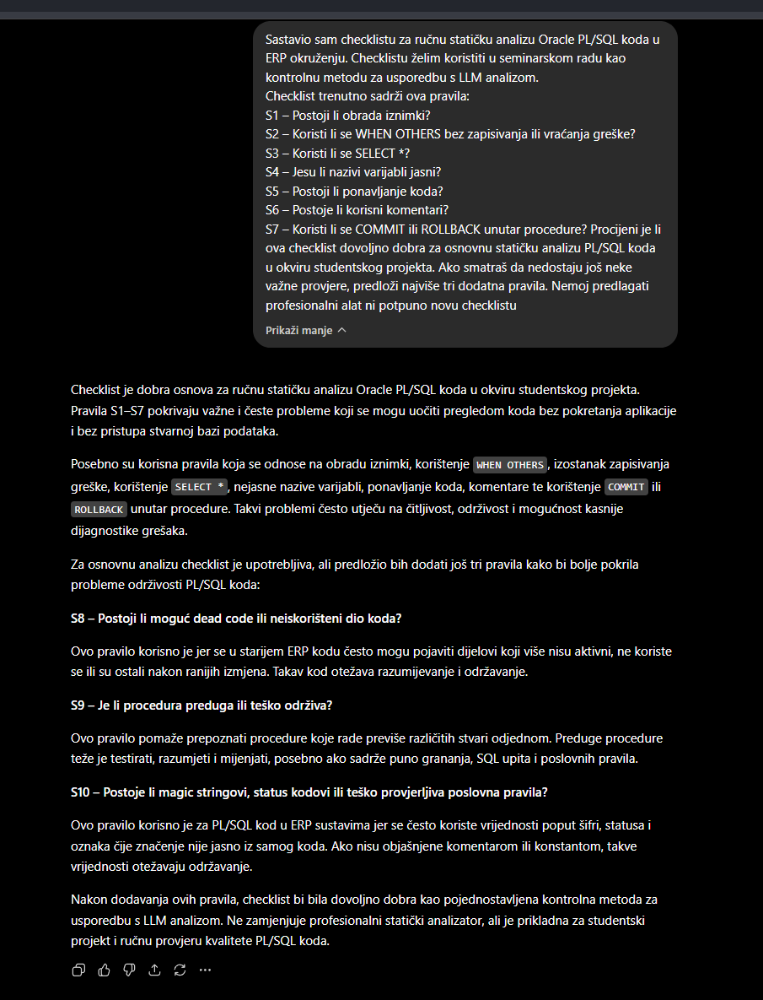 Sastavio sam checklistu za ručnu statičku analizu Oracle PL/SQL koda u
ERP okruženju. Checklistu želim koristiti u seminarskom radu kao
kontrolnu metodu za usporedbu s LLM analizom.
Checklist trenutno sadrži ova pravila:
S1 – Postoji li obrada iznimki?
S2 – Koristi li se WHEN OTHERS bez zapisivanja ili vraćanja greške?
S3 – Koristi li se SELECT *?
S4 – Jesu li nazivi varijabli jasni?
S5 – Postoji li ponavljanje koda?
S6 – Postoje li korisni komentari?
S7 – Koristi li se COMMIT ili ROLLBACK unutar procedure? Procijeni je li
ova checklist dovoljno dobra za osnovnu statičku analizu PL/SQL koda
u okviru studentskog projekta. Ako smatraš da nedostaju još neke
važne provjere, predloži najviše tri dodatna pravila. Nemoj predlagati
profesionalni alat ni potpuno novu checklistu
Prikaži manje
Checklist je dobra osnova za ručnu statičku analizu Oracle PL/SQL koda u okviru studentskog projekta.
Pravila S1–S7 pokrivaju važne i česte probleme koji se mogu uočiti pregledom koda bez pokretanja aplikacije
i bez pristupa stvarnoj bazi podataka.
Posebno su korisna pravila koja se odnose na obradu iznimki, korištenje WHEN OTHERS, izostanak zapisivanja
greške, korištenje SELECT *, nejasne nazive varijabli, ponavljanje koda, komentare te korištenje COMMIT ili
ROLLBACK unutar procedure. Takvi problemi često utječu na čitljivost, održivost i mogućnost kasnije
dijagnostike grešaka.
Za osnovnu analizu checklist je upotrebljiva, ali predložio bih dodati još tri pravila kako bi bolje pokrila
probleme održivosti PL/SQL koda:
S8 – Postoji li moguć dead code ili neiskorišteni dio koda?
Ovo pravilo korisno je jer se u starijem ERP kodu često mogu pojaviti dijelovi koji više nisu aktivni, ne koriste
se ili su ostali nakon ranijih izmjena. Takav kod otežava razumijevanje i održavanje.
S9 – Je li procedura preduga ili teško održiva?
Ovo pravilo pomaže prepoznati procedure koje rade previše različitih stvari odjednom. Preduge procedure
teže je testirati, razumjeti i mijenjati, posebno ako sadrže puno grananja, SQL upita i poslovnih pravila.
S10 – Postoje li magic stringovi, status kodovi ili teško provjerljiva poslovna pravila?
Ovo pravilo korisno je za PL/SQL kod u ERP sustavima jer se često koriste vrijednosti poput šifri, statusa i
oznaka čije značenje nije jasno iz samog koda. Ako nisu objašnjene komentarom ili konstantom, takve
vrijednosti otežavaju održavanje.
Nakon dodavanja ovih pravila, checklist bi bila dovoljno dobra kao pojednostavljena kontrolna metoda za
usporedbu s LLM analizom. Ne zamjenjuje profesionalni statički analizator, ali je prikladna za studentski
projekt i ručnu provjeru kvalitete PL/SQL koda.